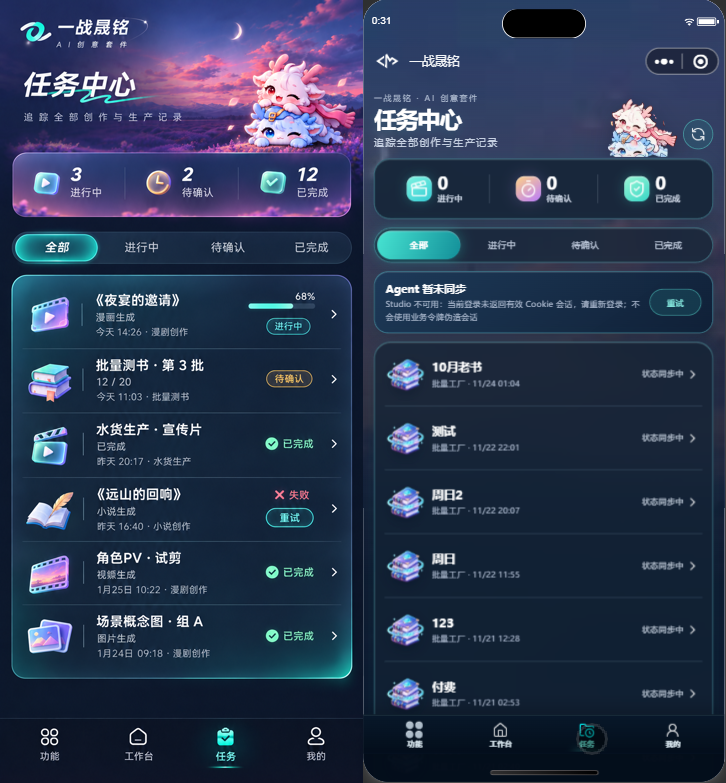 一战晟铭
AI 创意套件
任务中心
追踪全部创作与生产记录
3
进行中
2
待确认
12
已完成
全部
进行中
待确认
已完成
《夜宴的邀请》
漫画生成
今天 14:26 · 漫剧创作
68%
进行中
批量测书 · 第 3 批
12 / 20
今天 11:03 · 批量测书
待确认
水货生产 · 宣传片
已完成
昨天 20:17 · 水货生产
已完成
《远山的回响》
小说生成
昨天 16:40 · 小说创作
失败
重试
角色PV · 试剪
视频生成
1月25日 10:22 · 漫剧创作
已完成
场景概念图 · 组 A
图片生成
1月24日 09:18 · 漫剧创作
已完成
功能
工作台
任务
我的
0:31
一战晟铭
一战晟铭 · AI 创意套件
任务中心
追踪全部创作与生产记录
0
进行中
0
待确认
0
已完成
全部
进行中
待确认
已完成
Agent 暂未同步
Studio 不可用：当前登录未返回有效 Cookie 会话，请重新登录；不
会使用业务令牌伪造会话
重试
10月老书
批量工厂 · 11/24 01:04
状态同步中
测试
批量工厂 · 11/22 22:01
状态同步中
周日2
批量工厂 · 11/22 20:07
状态同步中
周日
批量工厂 · 11/22 11:55
状态同步中
123
批量工厂 · 11/21 12:28
状态同步中
付费
批量工厂 · 11/21 02:53
状态同步中
功能
工作台
任务
我的